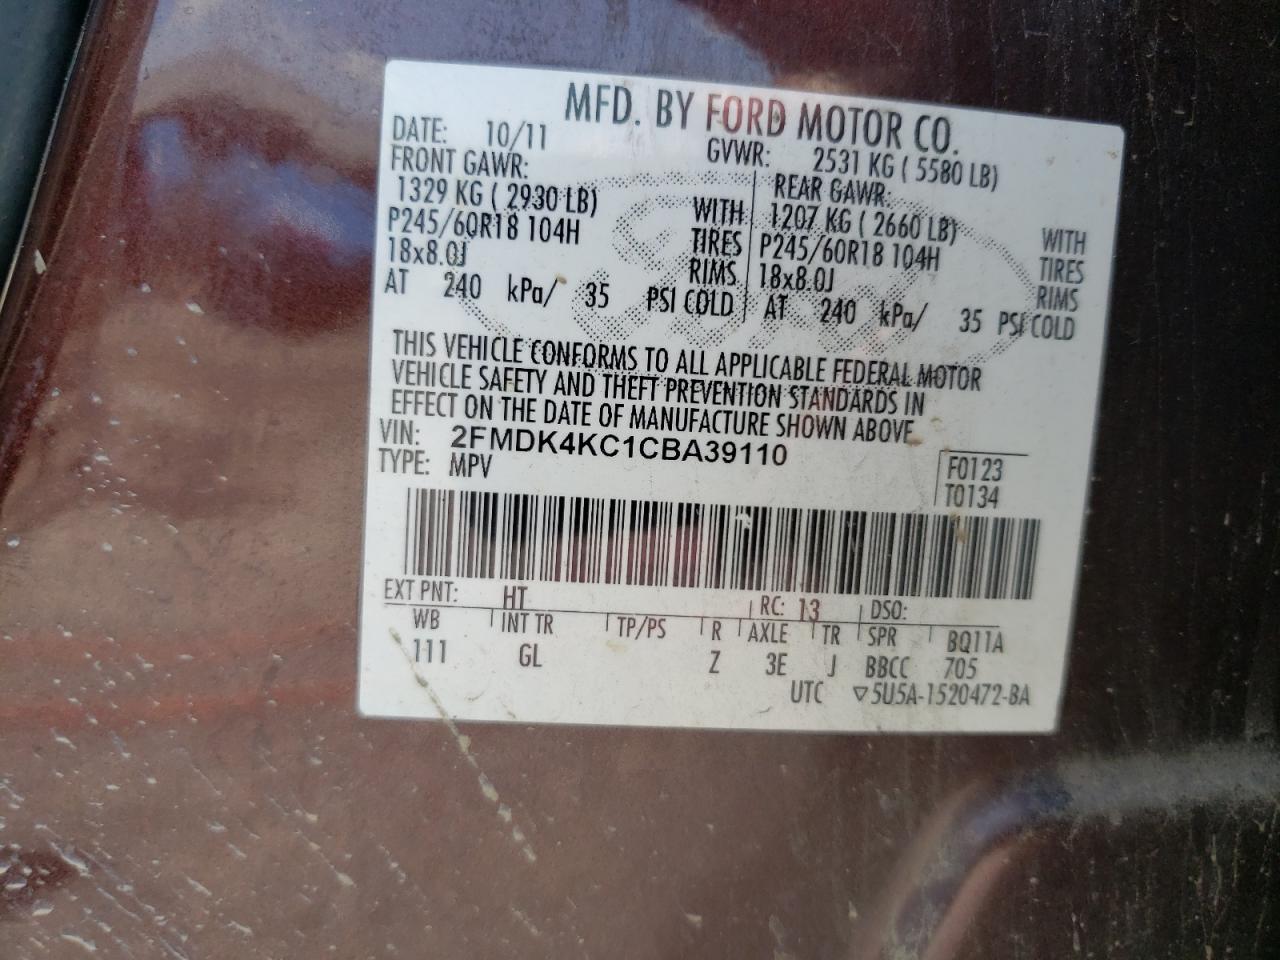 MFD. BY FORD MOTOR CO.
DATE: 10/11 GVWR: 2531 KG ( 5580 LB)
FRONT GAWR: REAR GAWR:
1329 KG ( 2930 LB) WITH 1207 KG ( 2660 LB) WITH
P245/60R18 104H TIRES P245/60R18 104H TIRES
18x8.0J RIMS 18x8.0J RIMS
AT 240 kPa/ 35 PSI COLD AT 240 kPa/ 35 PSI COLD
THIS VEHICLE CONFORMS TO ALL APPLICABLE FEDERAL MOTOR
VEHICLE SAFETY AND THEFT PREVENTION STANDARDS IN
EFFECT ON THE DATE OF MANUFACTURE SHOWN ABOVE.
VIN: 2FMDK4KC1CBA39110
TYPE: MPV F0123
T0134
EXT PNT: HT RC: 13 DSO:
WB INT TR TP/PS R AXLE TR SPR BQ11A
111 GL Z 3E J BBCC 705
UTC ▽5U5A-1520472-BA